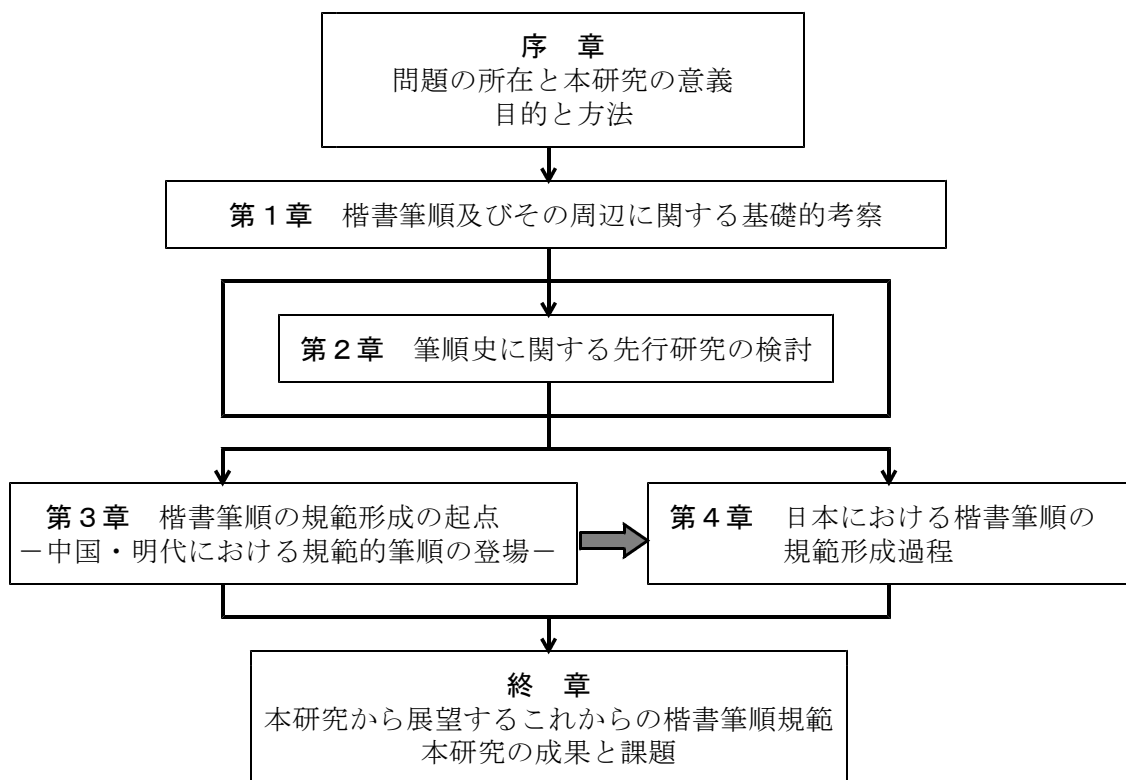 序　章
問題の所在と本研究の意義
目的と方法
第１章　楷書筆順及びその周辺に関する基礎的考察
第２章　筆順史に関する先行研究の検討
第３章　楷書筆順の規範形成の起点
－中国・明代における規範的筆順の登場－
第４章　日本における楷書筆順の
規範形成過程
終　章
本研究から展望するこれからの楷書筆順規範
本研究の成果と課題